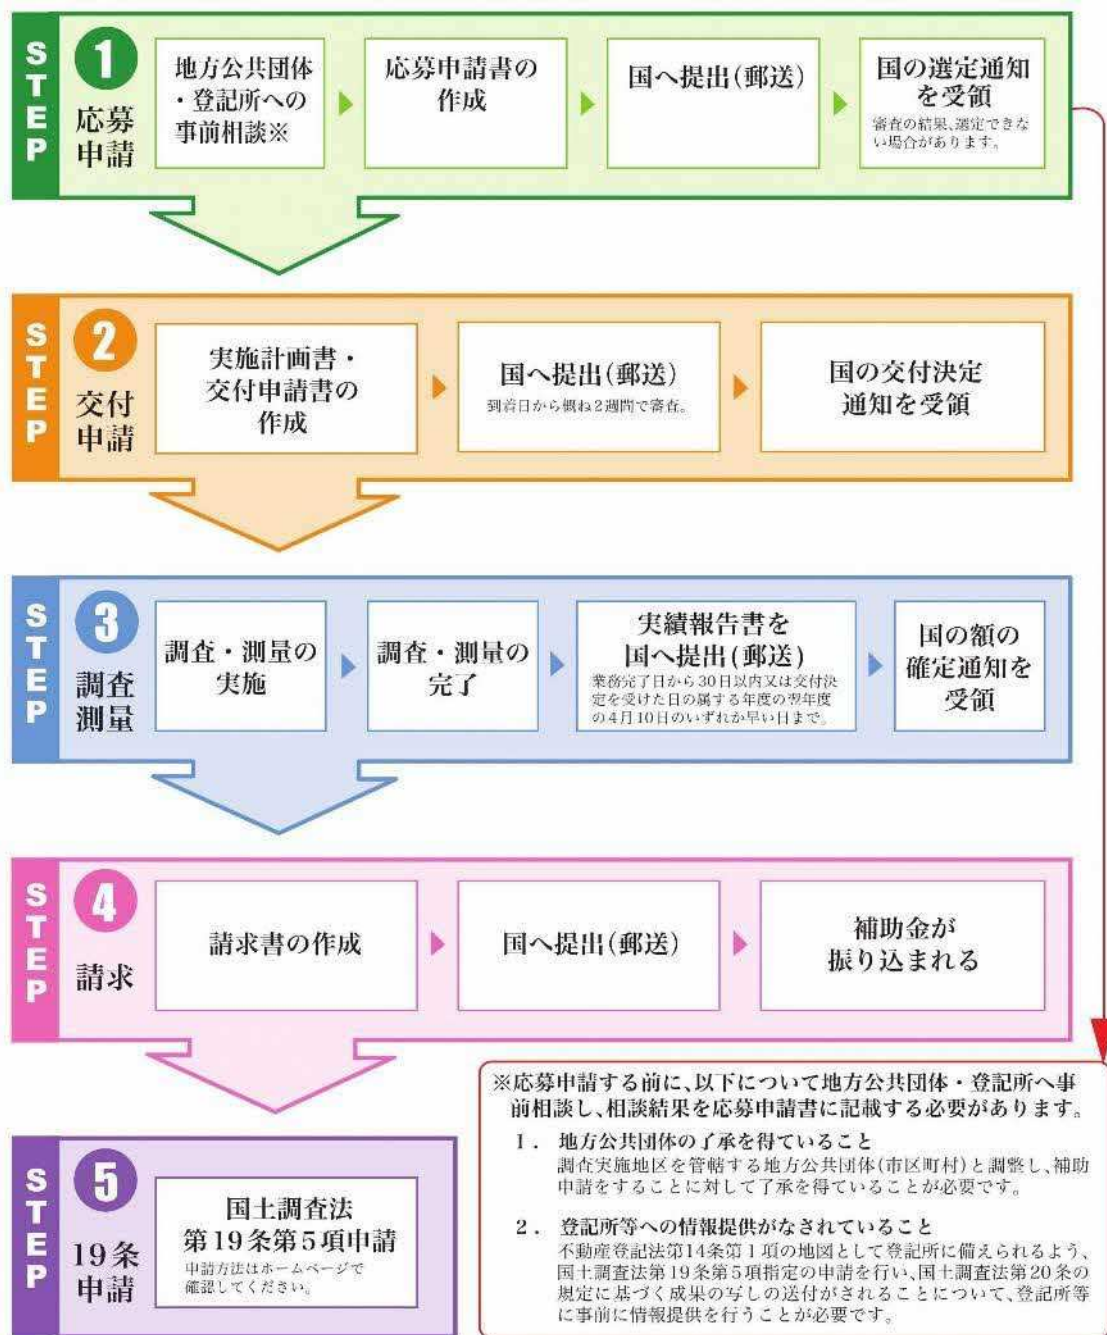 STEP
1
応募
申請
地方公共団体
・登記所への
事前相談※
応募申請書の
作成
国へ提出(郵送)
国の選定通知
を受領
審査の結果、選定できな
い場合があります。
STEP
2
交付
申請
実施計画書・
交付申請書の
作成
国へ提出(郵送)
到着日から概ね2週間で審査。
国の交付決定
通知を受領
STEP
3
調査
測量
調査・測量の
実施
調査・測量の
完了
実績報告書を
国へ提出(郵送)
業務完了日から30日以内又は交付決
定を受けた日の属する年度の翌年度
の4月10日のいずれか早い日まで。
国の額の
確定通知を
受領
STEP
4
請求
請求書の作成
国へ提出(郵送)
補助金が
振り込まれる
STEP
5
19条
申請
国土調査法
第19条第5項申請
申請方法はホームページで
確認してください。
※応募申請する前に、以下について地方公共団体・登記所へ事
前相談し、相談結果を応募申請書に記載する必要があります。
1. 地方公共団体の了承を得ていること
調査実施地区を管轄する地方公共団体(市区町村)と調整し、補助
申請をすることに対して了承を得ていることが必要です。
2. 登記所等への情報提供がなされていること
不動産登記法第14条第1項の地図として登記所に備えられるよう、
国土調査法第19条第5項指定の申請を行い、国土調査法第20条の
規定に基づく成果の写しの送付がされることについて、登記所等
に事前に情報提供を行うことが必要です。